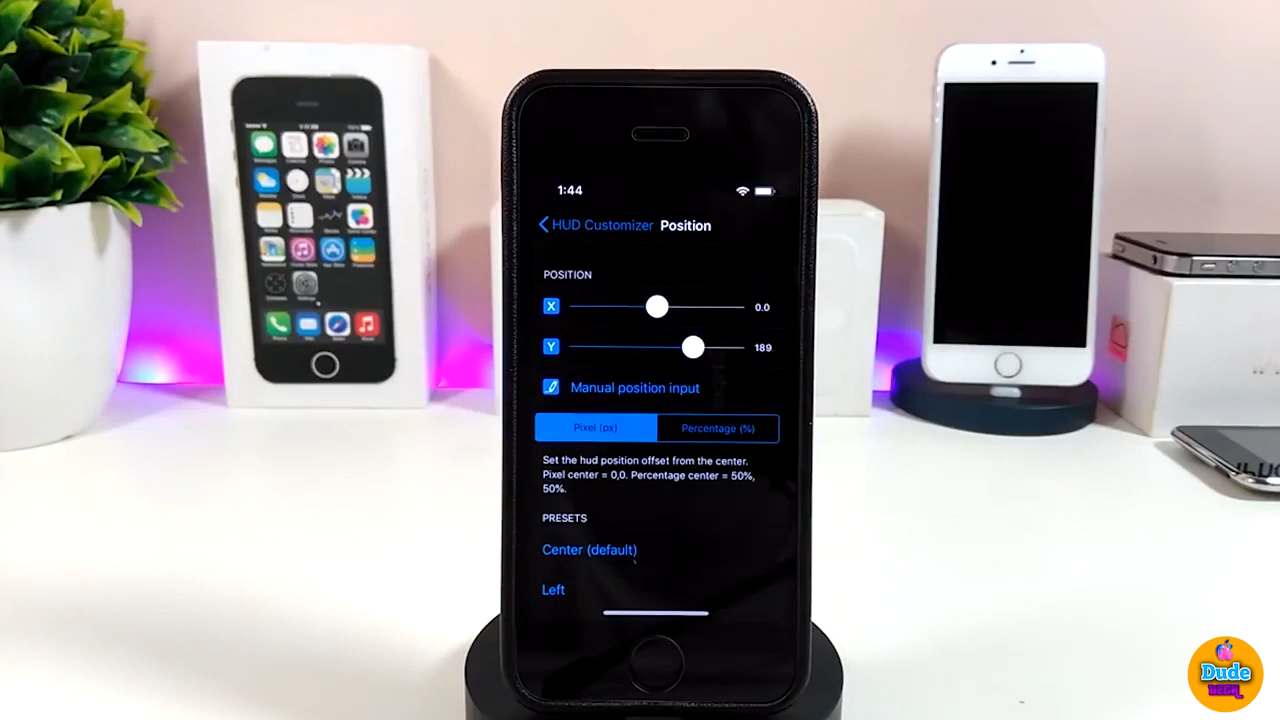 1:44
HUD Customizer Position
POSITION
X 0.0
Y 189
Manual position input
Pixel (px) Percentage (%)
Set the hud position offset from the center.
Pixel center = 0,0. Percentage center = 50%,
50%.
PRESETS
Center (default)
Left
Dude
GEEK